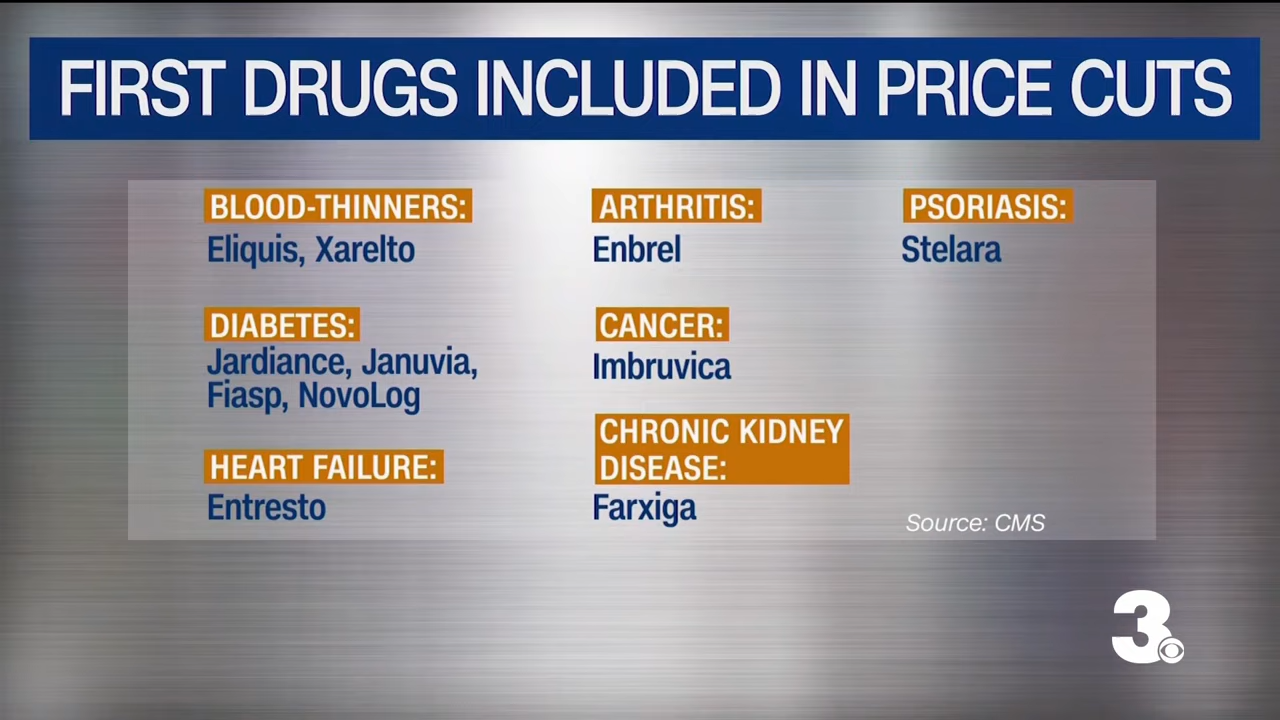 FIRST DRUGS INCLUDED IN PRICE CUTS
BLOOD-THINNERS:
Eliquis, Xarelto
DIABETES:
Jardiance, Januvia,
Fiasp, NovoLog
HEART FAILURE:
Entresto
ARTHRITIS:
Enbrel
CANCER:
Imbruvica
CHRONIC KIDNEY
DISEASE:
Farxiga
PSORIASIS:
Stelara
Source: CMS
3